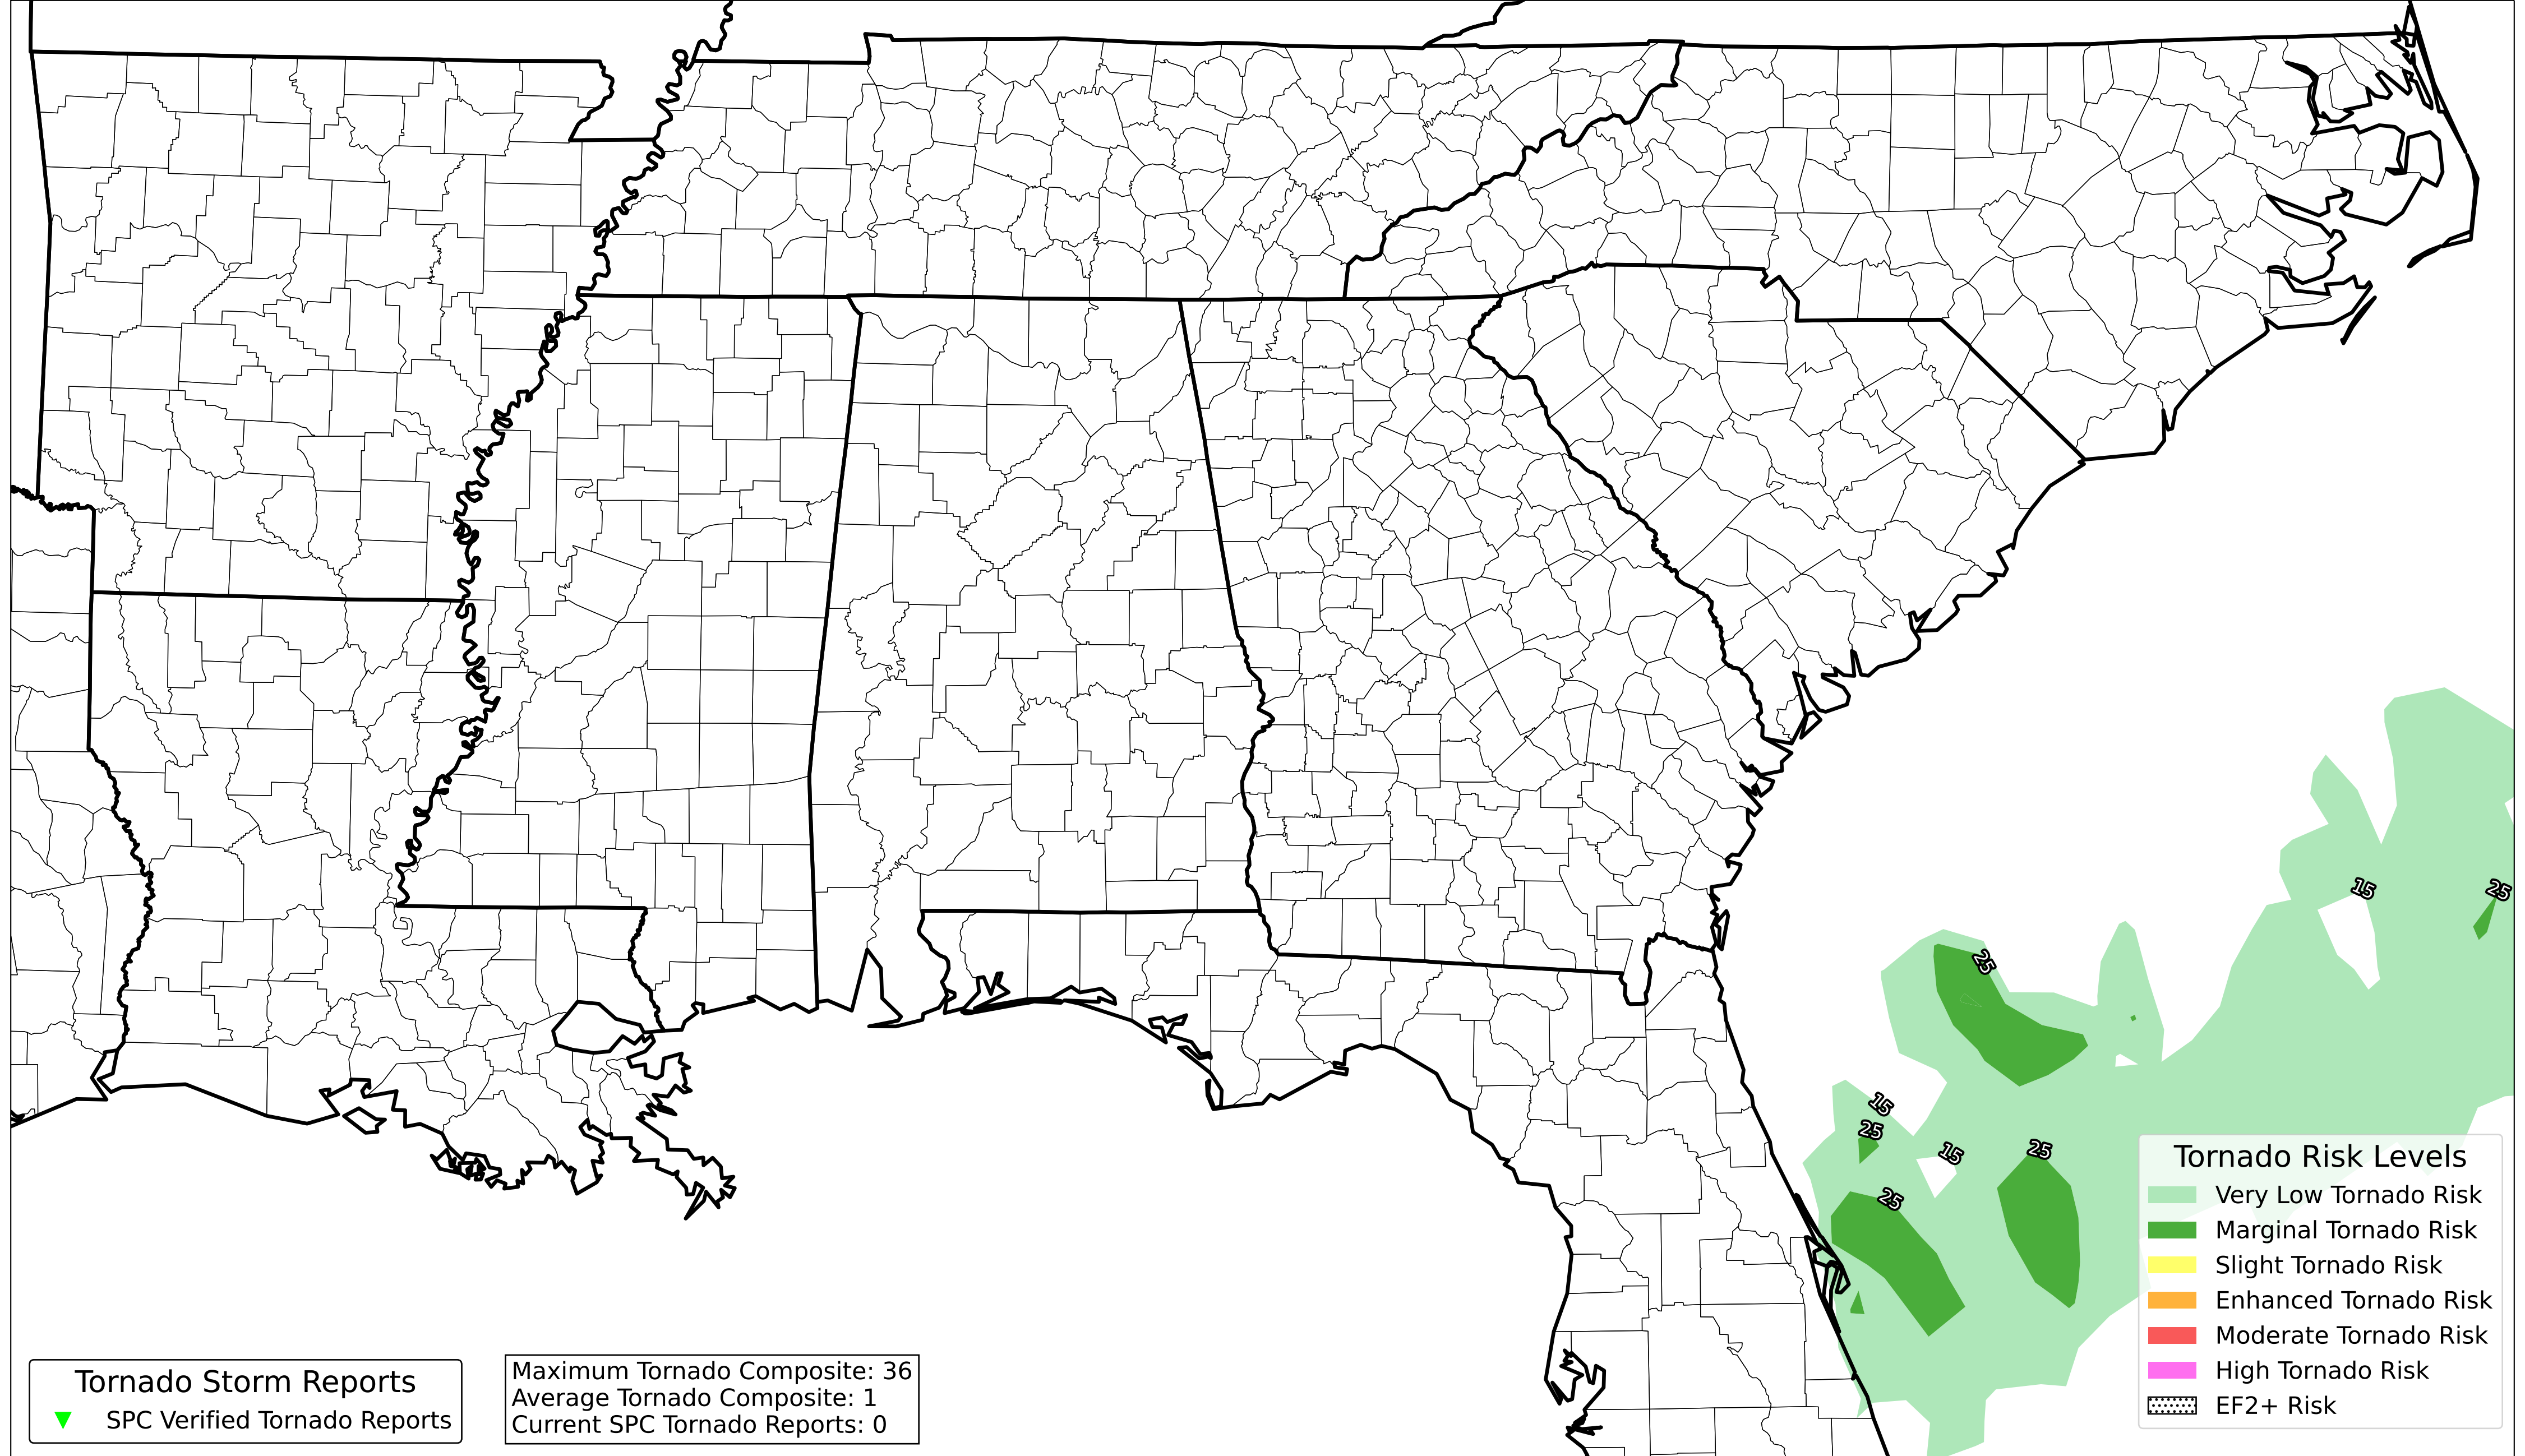 15
25
25
15
25
15
25
25
Tornado Risk Levels
Very Low Tornado Risk
Marginal Tornado Risk
Slight Tornado Risk
Enhanced Tornado Risk
Moderate Tornado Risk
High Tornado Risk
EF2+ Risk
Tornado Storm Reports
SPC Verified Tornado Reports
Maximum Tornado Composite: 36
Average Tornado Composite: 1
Current SPC Tornado Reports: 0